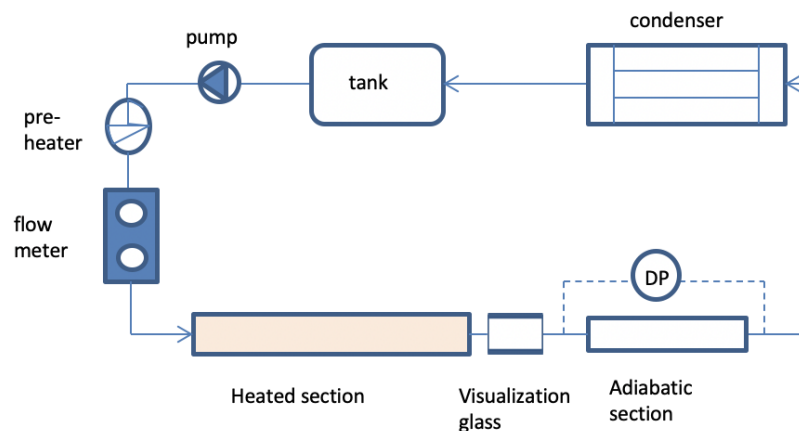 condenser
pump
tank
pre-
heater
flow
meter
DP
Heated section
Visualization
glass
Adiabatic
section